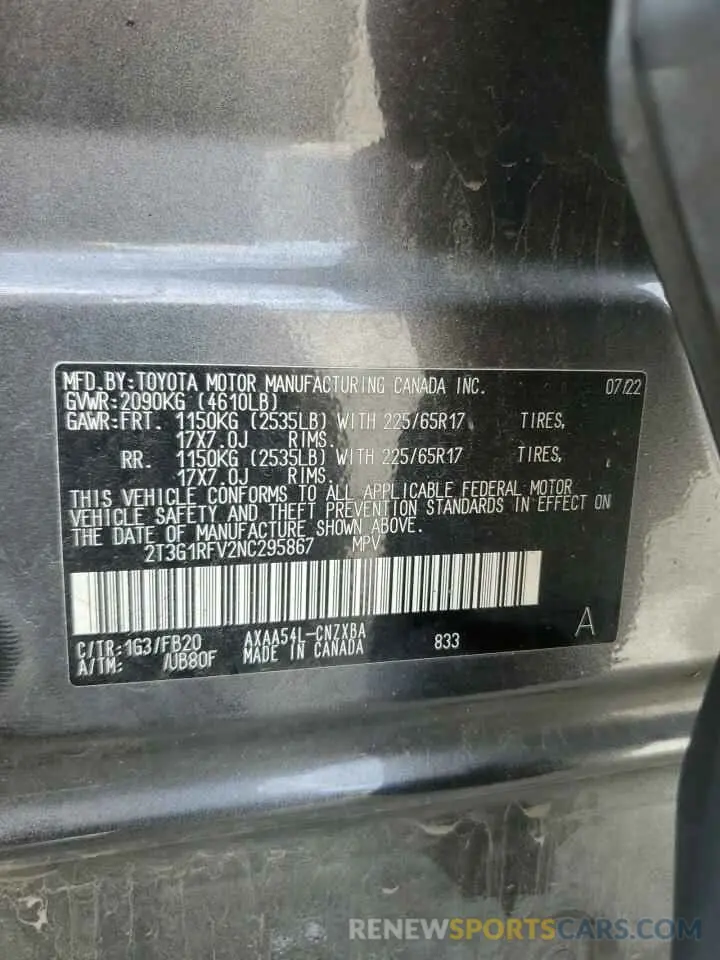 MFD.BY:TOYOTA MOTOR MANUFACTURING CANADA INC. 07/22
GVWR:2090KG (4610LB)
GAWR:FRT. 1150KG (2535LB) WITH 225/65R17 TIRES,
17X7.0J RIMS.
RR. 1150KG (2535LB) WITH 225/65R17 TIRES,
17X7.0J RIMS.
THIS VEHICLE CONFORMS TO ALL APPLICABLE FEDERAL MOTOR
VEHICLE SAFETY AND THEFT PREVENTION STANDARDS IN EFFECT ON
THE DATE OF MANUFACTURE SHOWN ABOVE.
2T3G1RFV2NC295867 MPV
C/TR:1G3/FB20 AXAA54L-CNZXBA 833 A
A/TM: /UB80F MADE IN CANADA
RENEWSPORTCARS.COM